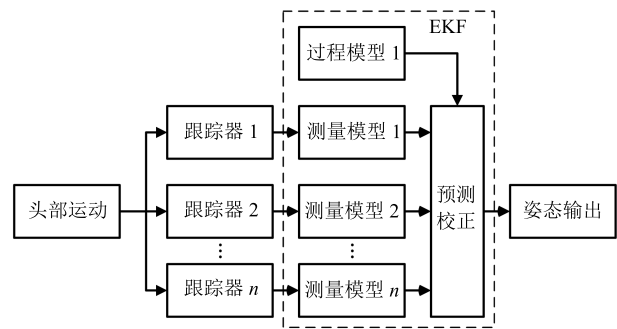 EKF
过程模型 1
跟踪器 1
测量模型 1
头部运动
跟踪器 2
测量模型 2
预测
校正
姿态输出
⋮
⋮
跟踪器 n
测量模型 n